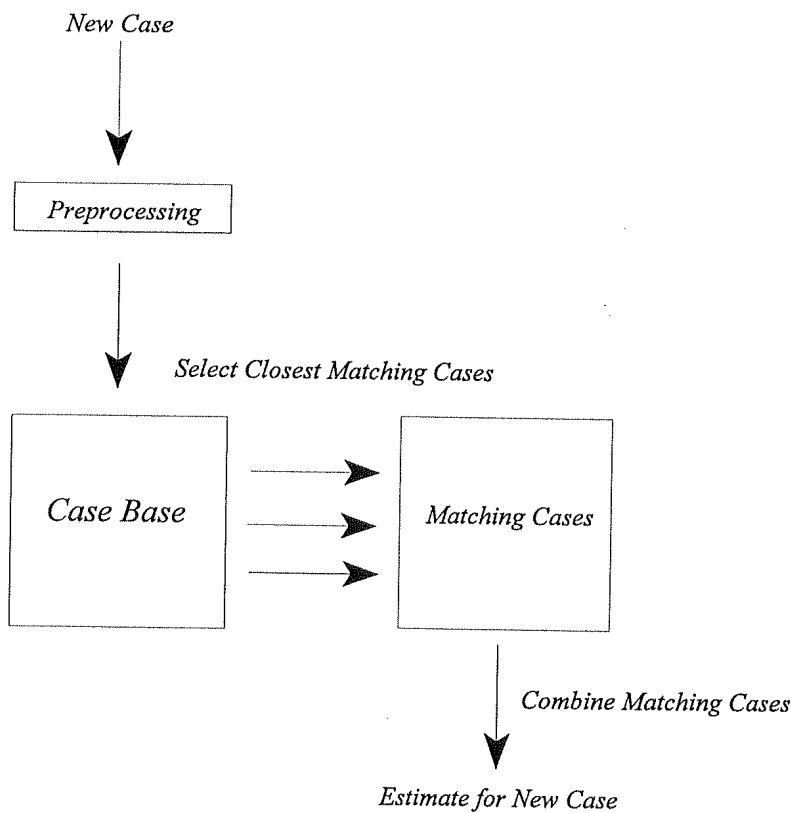 New Case
Preprocessing
Select Closest Matching Cases
Case Base
Matching Cases
Combine Matching Cases
Estimate for New Case